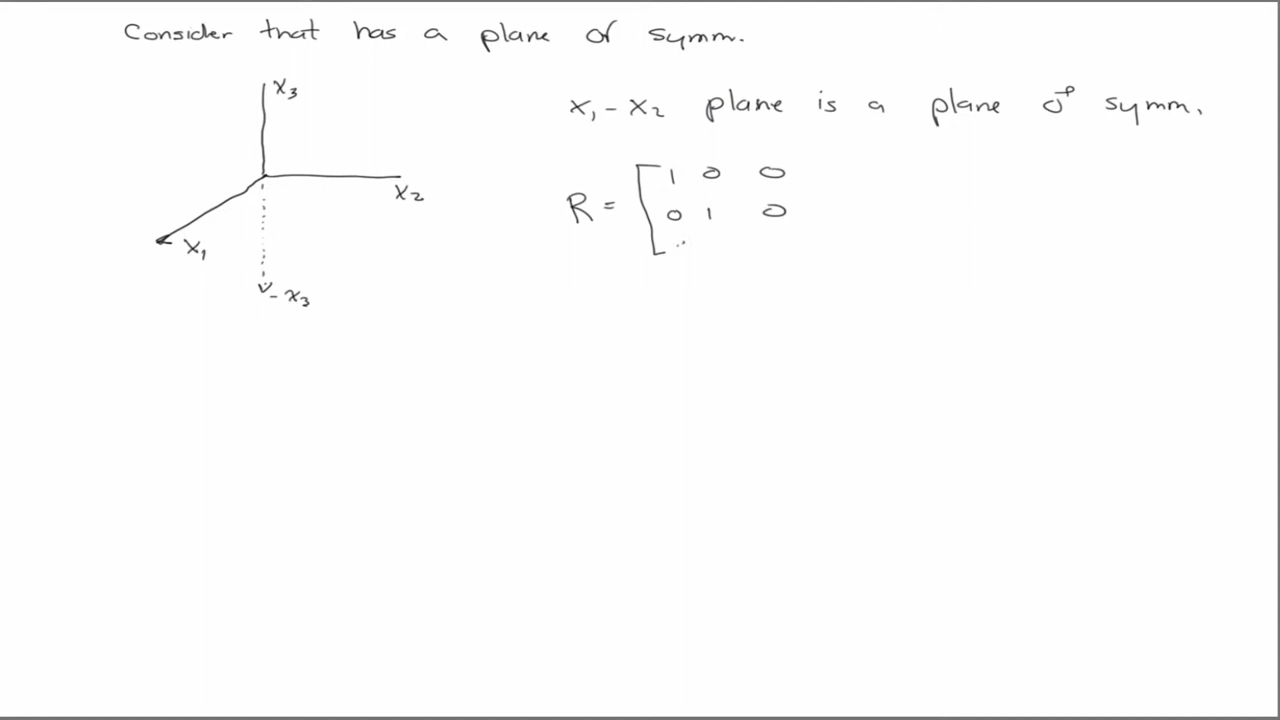 Consider that has a plane of symm.
x₃
x₁ - x₂ plane is a plane of symm.
x₂
x₁
- x₃
R = [ 1 0 0
0 1 0